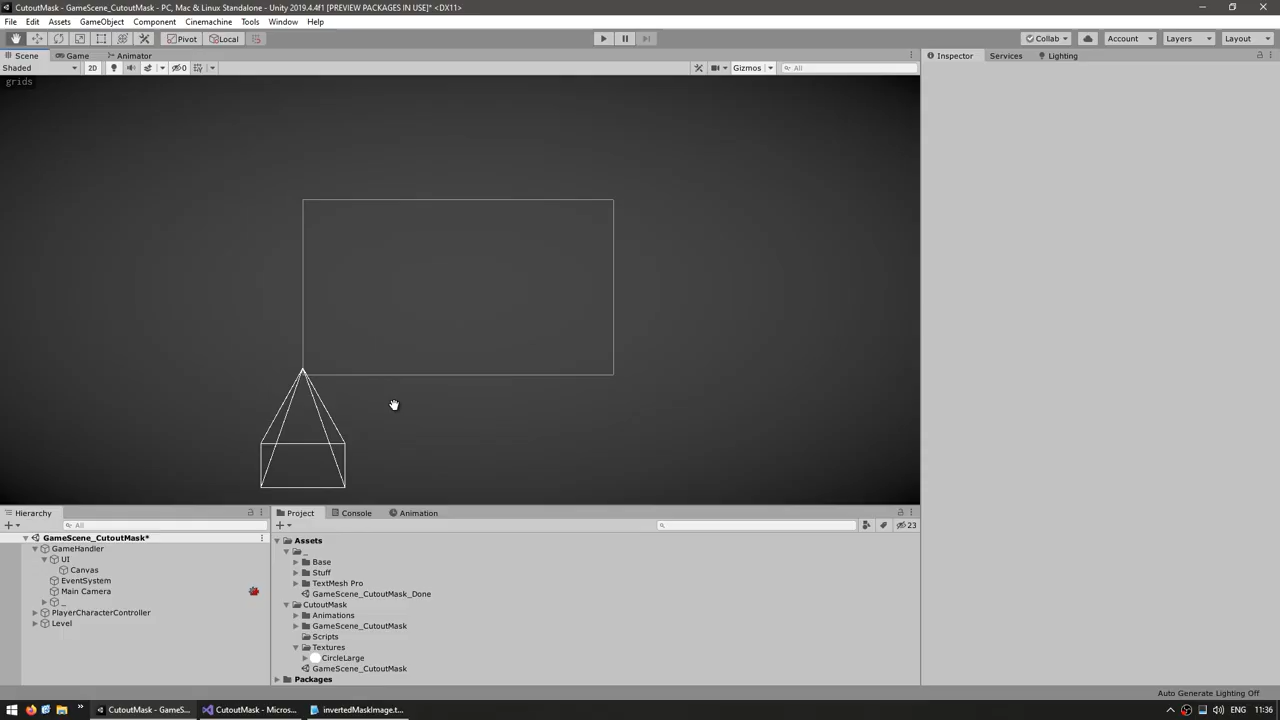 CutoutMask - GameScene_CutoutMask - PC, Mac & Linux Standalone - Unity 2019.4.4f1 [PREVIEW PACKAGES IN USE]* <DX11>
File Edit Assets GameObject Component Cinemachine Tools Window Help
Pivot Local Collab Account Layers Layout
Scene Game Animator Inspector Services Lighting
Shaded 2D 0 Gizmos All
grids
Hierarchy Project Console Animation
All 23
GameScene_CutoutMask* Assets
GameHandler _
UI Base
Canvas Stuff
EventSystem TextMesh Pro
Main Camera GameScene_CutoutMask_Done
_ CutoutMask
PlayerCharacterController Animations
Level GameScene_CutoutMask
Scripts
Textures
CircleLarge
GameScene_CutoutMask
Packages
Auto Generate Lighting Off
CutoutMask - GameS... CutoutMask - Micros... invertedMaskImage.t... ENG 11:36